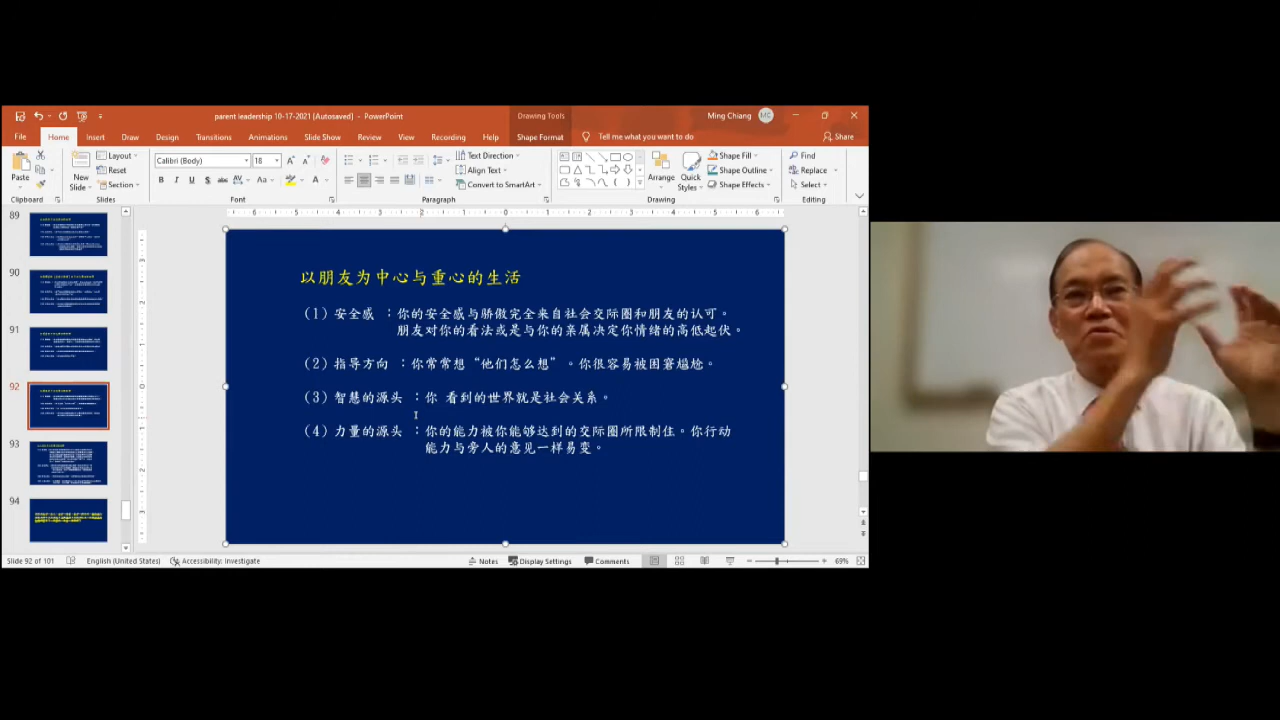 parent leadership 10-17-2021 [Autosaved] - PowerPoint
Drawing Tools
Ming Chiang
MC
File Home Insert Draw Design Transitions Animations Slide Show Review View Recording Help Shape Format Tell me what you want to do Share
Paste
Clipboard
New Slide
Layout
Reset
Section
Slides
Calibri (Body) 18
Font
Text Direction
Align Text
Convert to SmartArt
Paragraph
Arrange
Quick Styles
Shape Fill
Shape Outline
Shape Effects
Drawing
Find
Replace
Select
Editing
89
90
91
92
93
94
以朋友为中心与重心的生活
(1) 安全感 :你的安全感与骄傲完全来自社会交际圈和朋友的认可。
朋友对你的看法或是与你的亲属决定你情绪的高低起伏。
(2) 指导方向 :你常常想“他们怎么想”。你很容易被困窘尴尬。
(3) 智慧的源头 :你 看到的世界就是社会关系。
(4) 力量的源头 :你的能力被你能够达到的交际圈所限制住。你行动
能力与旁人的意见一样易变。
Slide 92 of 101
English (United States)
Accessibility: Investigate
Notes
Display Settings
Comments
69%